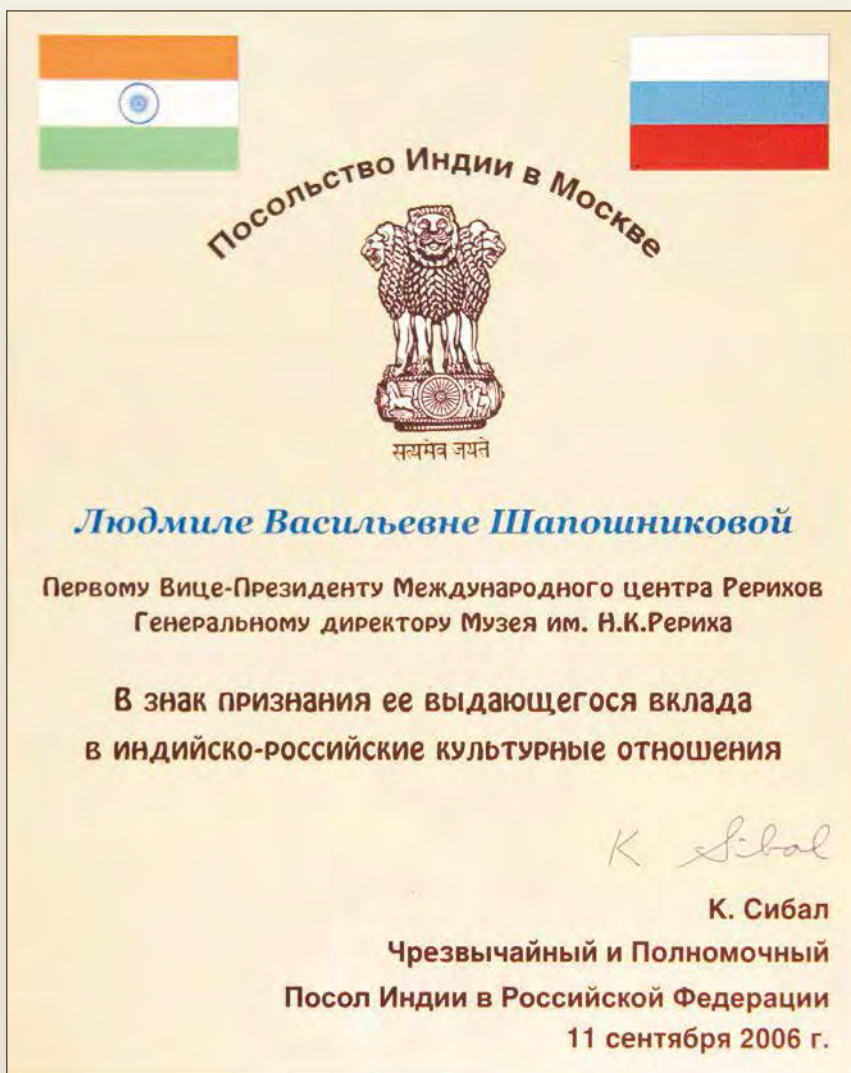 Посольство Индии в Москве
सत्यमेव जयते
Людмиле Васильевне Шапошниковой
Первому Вице-Президенту Международного центра Рерихов
Генеральному директору Музея им. Н.К.Рериха
В знак признания ее выдающегося вклада
в индийско-российские культурные отношения
K Sibal
К. Сибал
Чрезвычайный и Полномочный
Посол Индии в Российской Федерации
11 сентября 2006 г.